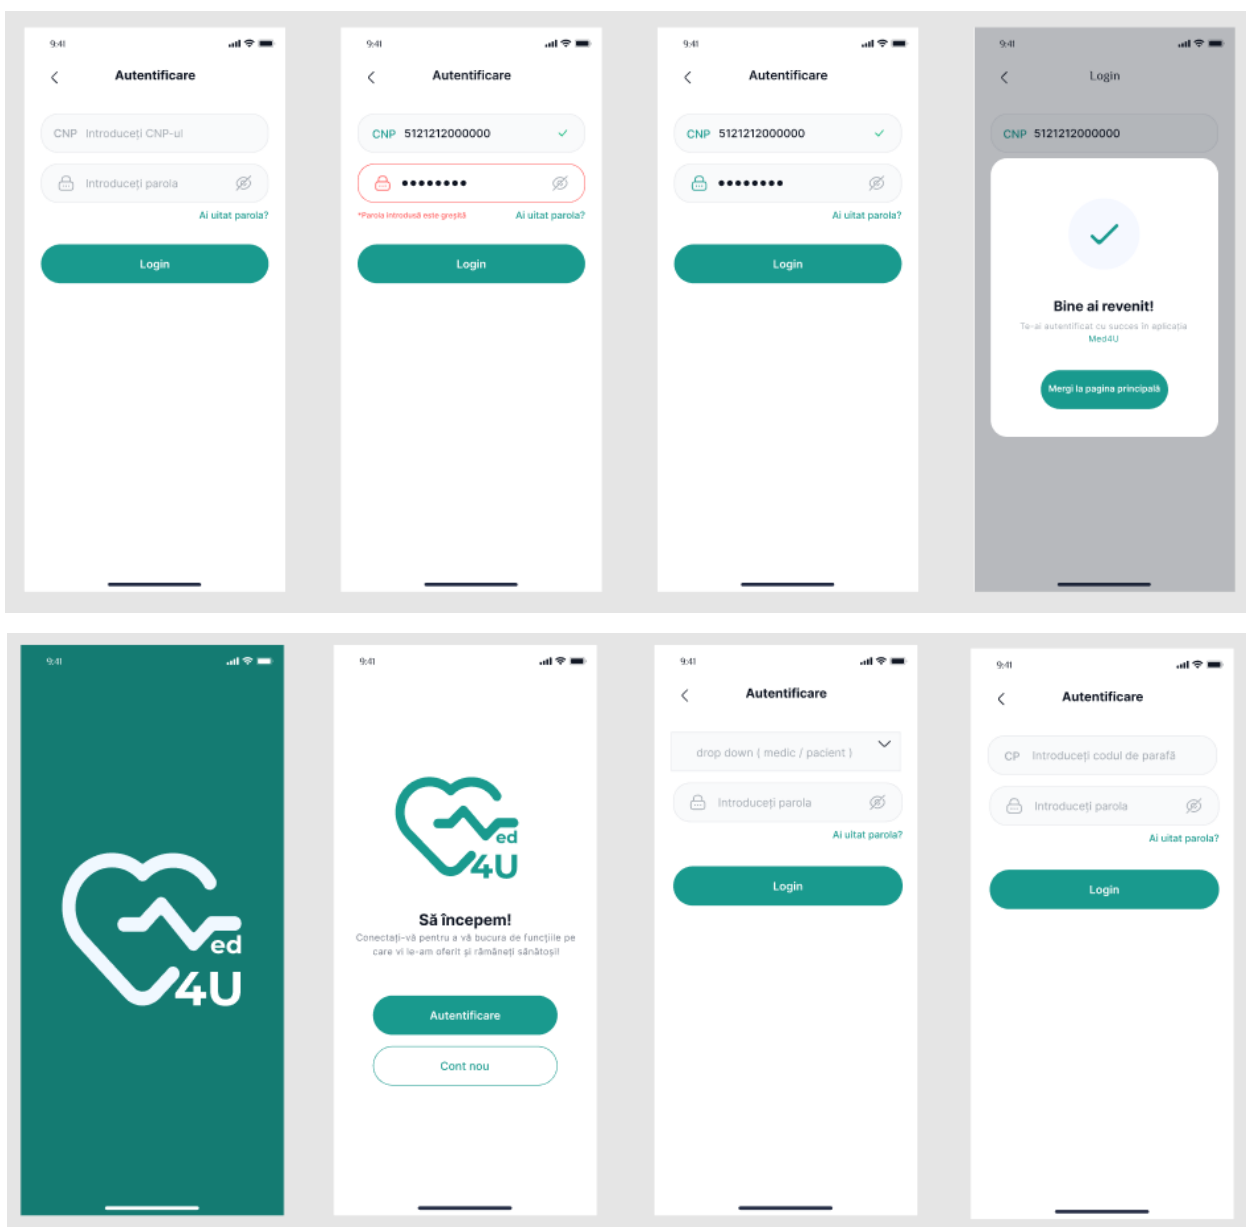 9:41
Autentificare
CNP Introduceți CNP-ul
Introduceți parola
Ai uitat parola?
Login
9:41
Autentificare
CNP 5121212000000
*Parola introdusă este greșită
Ai uitat parola?
Login
9:41
Autentificare
CNP 5121212000000
Ai uitat parola?
Login
9:41
Login
CNP 5121212000000
Bine ai revenit!
Te-ai autentificat cu succes în aplicația
Med4U
Mergi la pagina principală
9:41
ed
4U
9:41
ed
4U
Să începem!
Conectați-vă pentru a vă bucura de funcțiile pe
care vi le-am oferit și rămâneți sănătoși!
Autentificare
Cont nou
9:41
Autentificare
drop down ( medic / pacient )
Introduceți parola
Ai uitat parola?
Login
9:41
Autentificare
CP Introduceți codul de parafă
Introduceți parola
Ai uitat parola?
Login